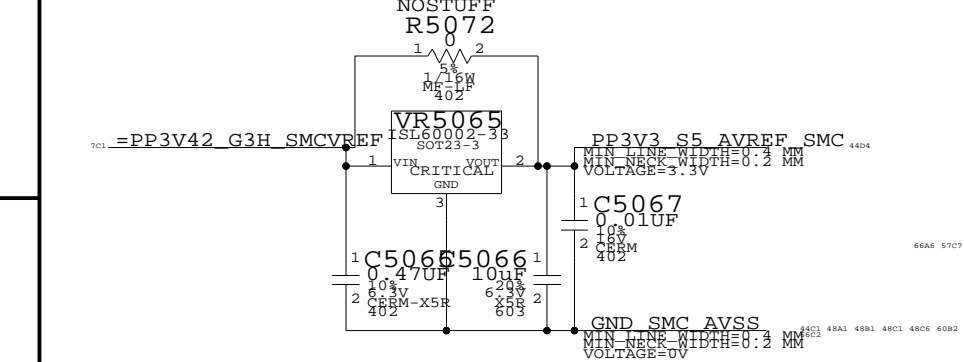 NOSTUFF
R5072
0
1 2
5%
1/16W
MF-LF
402
7C1 =PP3V42_G3H_SMCVREF
VR5065
ISL60002-33
SOT23-3
1 VIN VOUT 2
CRITICAL
GND
3
PP3V3_S5_AVREF_SMC 44D4
MIN_LINE_WIDTH=0.4 MM
MIN_NECK_WIDTH=0.2 MM
VOLTAGE=3.3V
1 C5067
0.01UF
10%
16V
2 CERM
402
66A6 57C7
1 C5065
0.47UF
10%
6.3V
2 CERM-X5R
402
C5066 1
10uF
20%
6.3V
X5R 2
603
GND_SMC_AVSS 44C1 48A1 48B1 48C1 48C6 60B2
66C2
MIN_LINE_WIDTH=0.4 MM
MIN_NECK_WIDTH=0.2 MM
VOLTAGE=0V